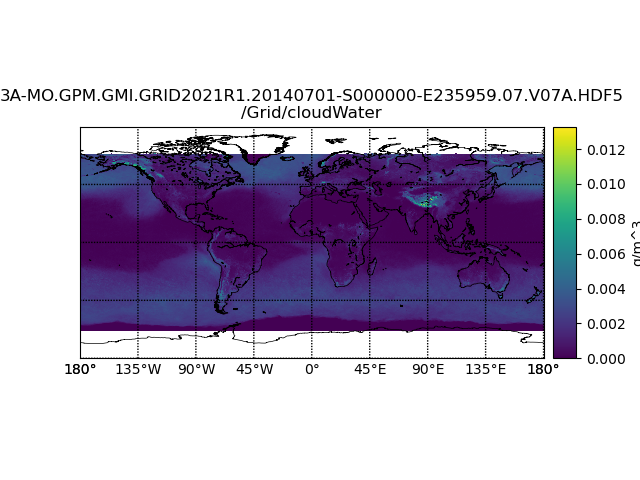 3A-MO.GPM.GMI.GRID2021R1.20140701-S000000-E235959.07.V07A.HDF5
/Grid/cloudWater
0.012
0.010
0.008
0.006
0.004
0.002
0.000
g/m^3
180° 135°W 90°W 45°W 0° 45°E 90°E 135°E 180°